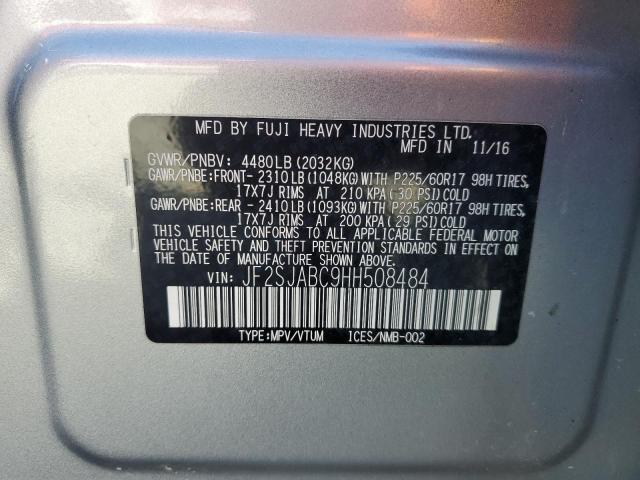 MFD BY FUJI HEAVY INDUSTRIES LTD.
MFD IN 11/16
GVWR/PNBV: 4480LB(2032KG)
GAWR/PNBE:FRONT-2310LB(1048KG)WITH P225/60R17 98H TIRES,
17X7J RIMS AT 210 KPA(30 PSI)COLD
GAWR/PNBE:REAR -2410LB(1093KG)WITH P225/60R17 98H TIRES,
17X7J RIMS AT 200 KPA(29 PSI)COLD
THIS VEHICLE CONFORMS TO ALL APPLICABLE FEDERAL MOTOR
VEHICLE SAFETY AND THEFT PREVENTION STANDARDS IN EFFECT ON
THE DATE OF MANUFACTURE SHOWN ABOVE.
VIN: JF2SJABC9HH508484
TYPE:MPV/VTUM ICES/NMB-002